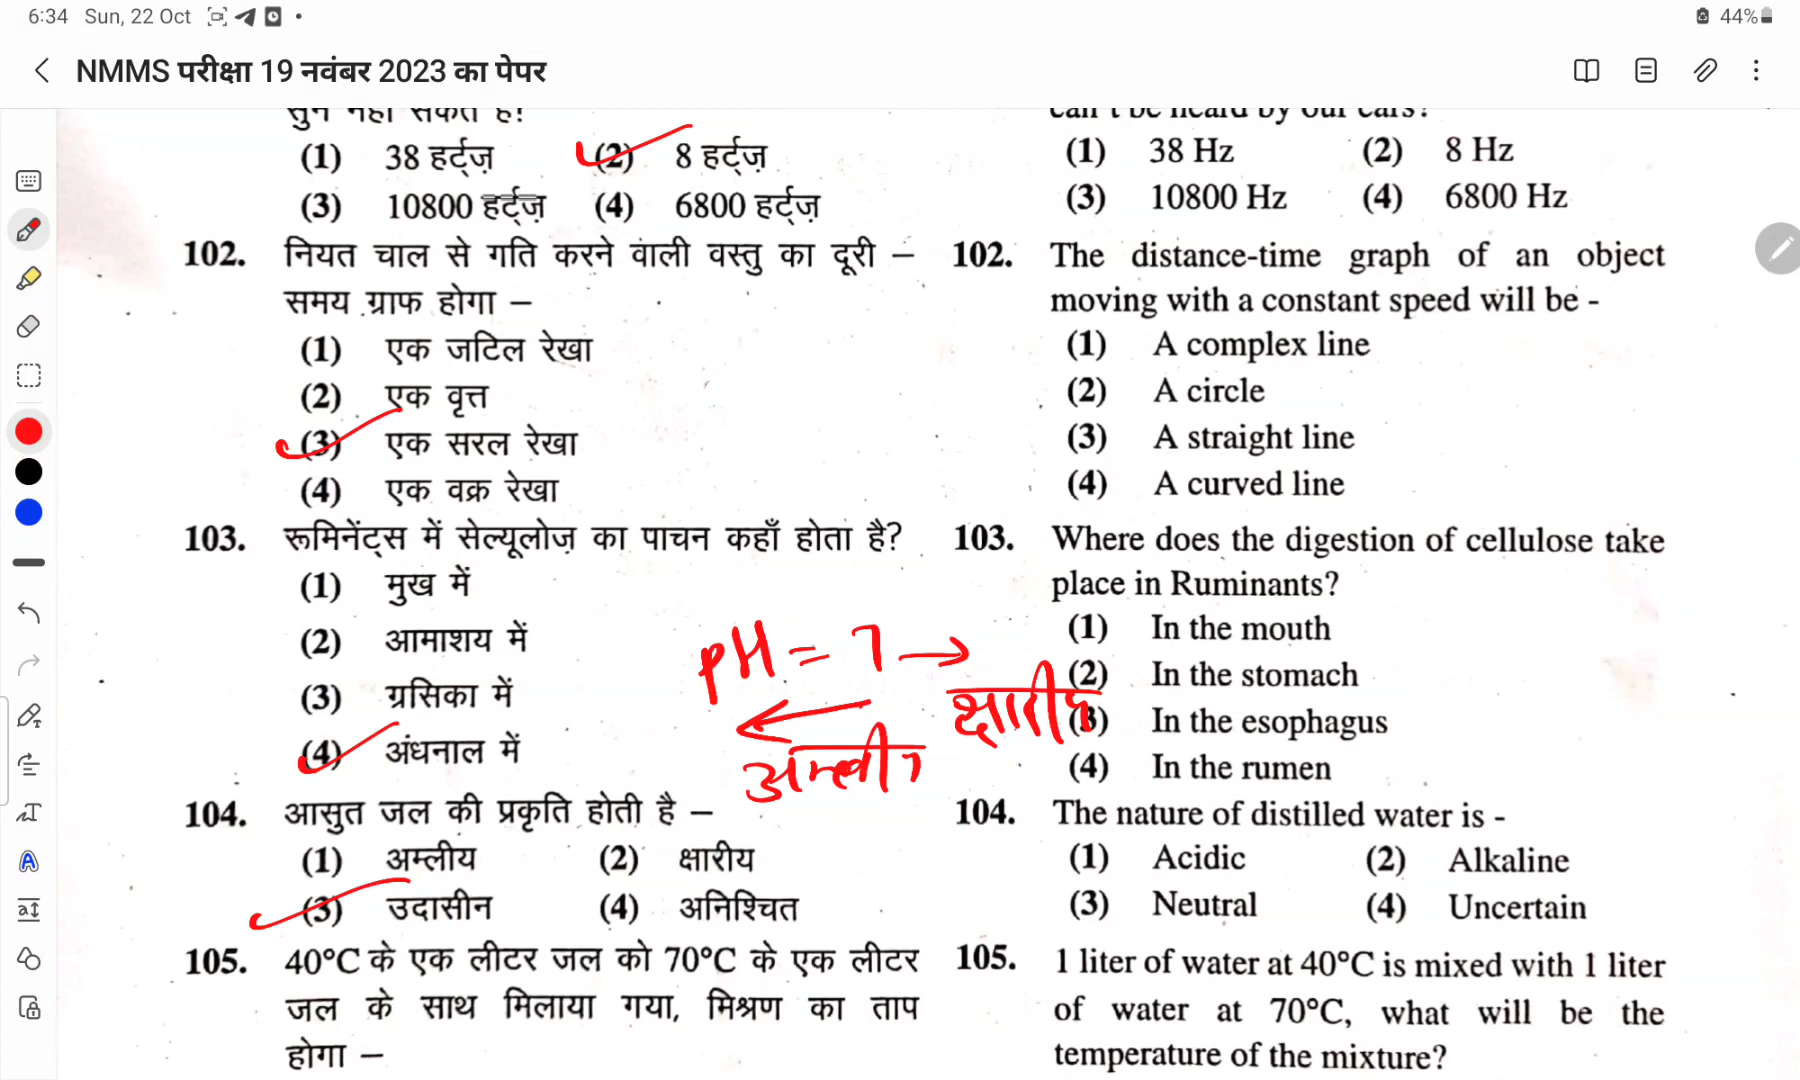 6:34 Sun, 22 Oct
44%
NMMS परीक्षा 19 नवंबर 2023 का पेपर
सुन नहीं सकते हैं!
(1) 38 हर्ट्ज़ (2) 8 हर्ट्ज़
(3) 10800 हर्ट्ज़ (4) 6800 हर्ट्ज़
102. नियत चाल से गति करने वाली वस्तु का दूरी –
समय ग्राफ होगा –
(1) एक जटिल रेखा
(2) एक वृत्त
(3) एक सरल रेखा
(4) एक वक्र रेखा
103. रूमिनेंट्स में सेल्यूलोज़ का पाचन कहाँ होता है?
(1) मुख में
(2) आमाशय में
(3) ग्रसिका में
(4) अंधनाल में
104. आसुत जल की प्रकृति होती है –
(1) अम्लीय (2) क्षारीय
(3) उदासीन (4) अनिश्चित
105. 40°C के एक लीटर जल को 70°C के एक लीटर
जल के साथ मिलाया गया, मिश्रण का ताप
होगा –
pH = 7 →
क्षारीय
अम्लीय
can't be heard by our ears?
(1) 38 Hz (2) 8 Hz
(3) 10800 Hz (4) 6800 Hz
102. The distance-time graph of an object
moving with a constant speed will be -
(1) A complex line
(2) A circle
(3) A straight line
(4) A curved line
103. Where does the digestion of cellulose take
place in Ruminants?
(1) In the mouth
(2) In the stomach
(3) In the esophagus
(4) In the rumen
104. The nature of distilled water is -
(1) Acidic (2) Alkaline
(3) Neutral (4) Uncertain
105. 1 liter of water at 40°C is mixed with 1 liter
of water at 70°C, what will be the
temperature of the mixture?